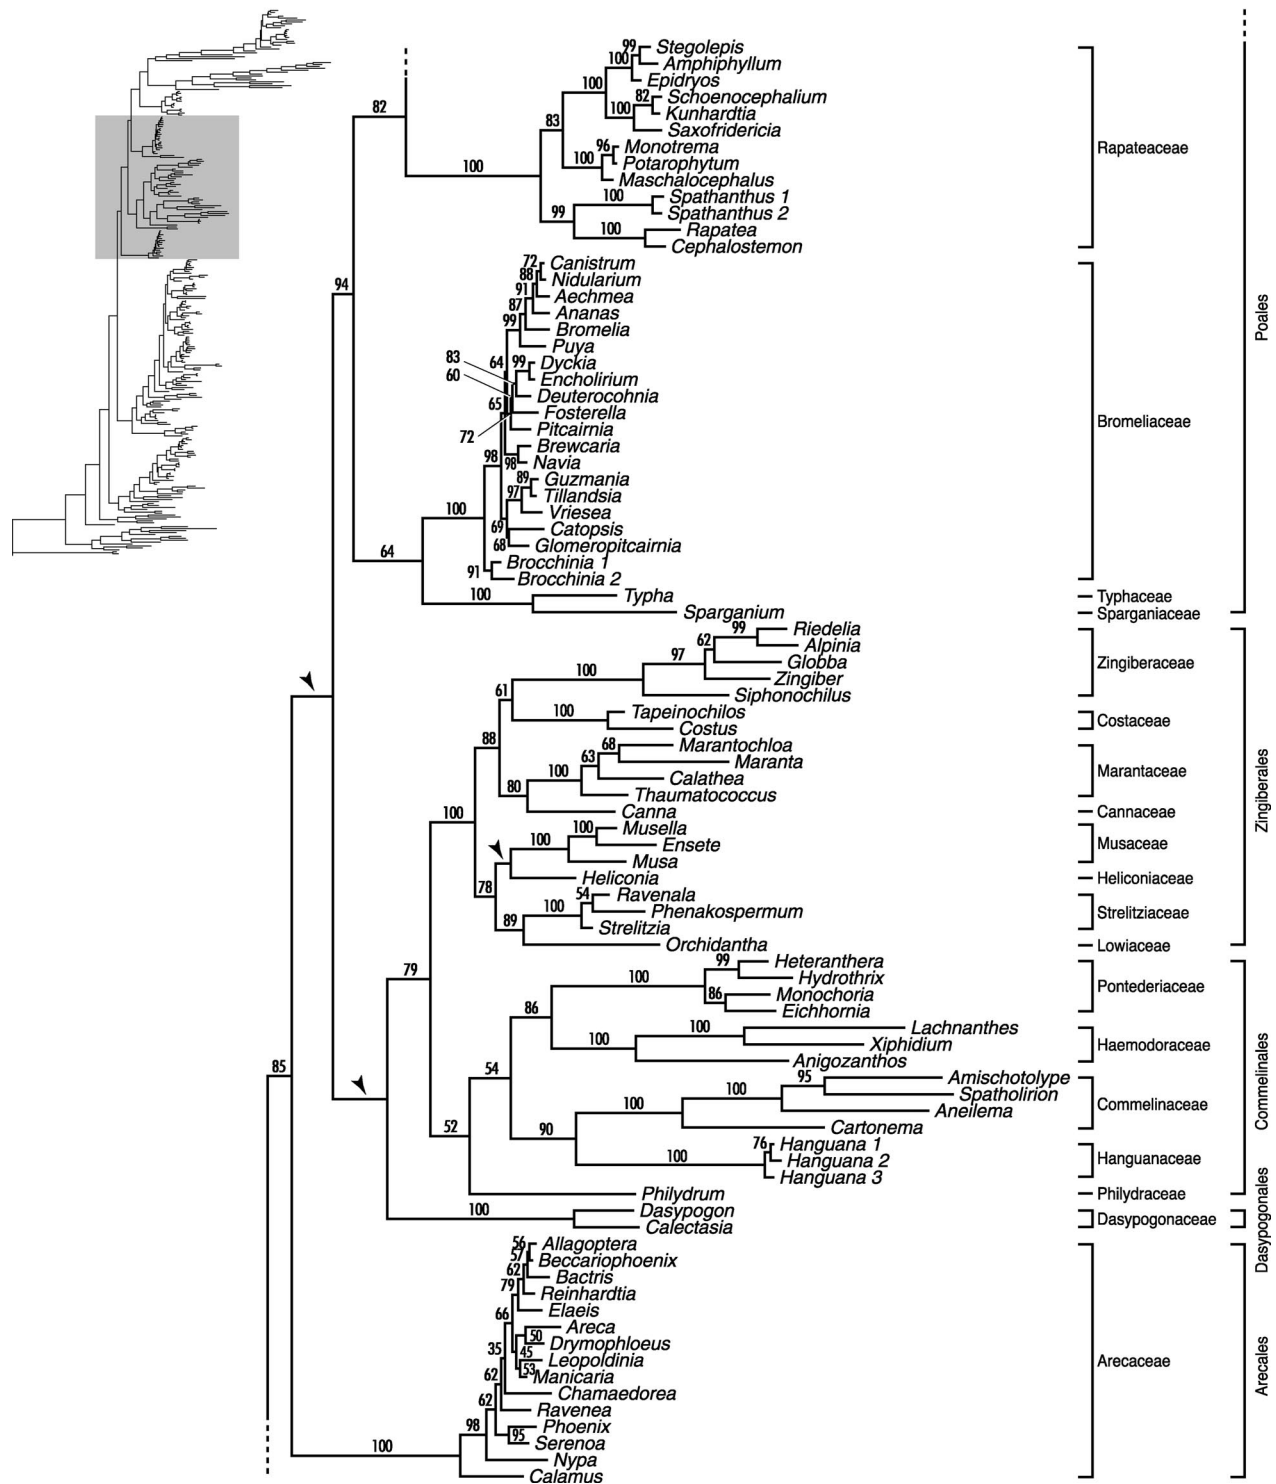 99 Stegolepis
100 Amphiphyllum
Epidryos
100
82 Schoenocephalium
Kunhardtia
100 Saxofridericia
82
83
96 Monotrema
100 Potarophytum
Maschalocephalus
Rapateaceae
100
100 Spathanthus 1
Spathanthus 2
99
100 Rapatea
Cephalostemon
72 Canistrum
88 Nidularium
91 Aechmea
87 Ananas
99 Bromelia
Puya
94
Poales
83 64 99 Dyckia
60 Encholirium
Deuterocohnia
65 Fosterella
72 Pitcairnia
Bromeliaceae
Brewcaria
98 98 Navia
89 Guzmania
97 Tillandsia
Vriesea
100
69 Catopsis
68 Glomeropitcairnia
64
Brocchinia 1
91 Brocchinia 2
100 Typha Typhaceae
Sparganium Sparganiaceae
99 Riedelia
62 Alpinia
97 Globba Zingiberaceae
100 Zingiber
61 Siphonochilus
100 Tapeinochilos
Costus Costaceae
88
68 Marantochloa
63 Maranta
100 Calathea Marantaceae
80 Thaumatococcus
Canna Cannaceae
Zingiberales
100
100 Musella
100 Ensete Musaceae
Musa
78 Heliconia Heliconiaceae
54 Ravenala
100 Phenakospermum Strelitziaceae
89 Strelitzia
Orchidantha Lowiaceae
79
99 Heteranthera
100 Hydrothrix
86 Monochoria Pontederiaceae
86 Eichhornia
100 Lachnanthes
100 Xiphidium Haemodoraceae
Anigozanthos
85
54
95 Amischotolype
100 Spatholirion
100 Aneilema Commelinaceae
Cartonema
Commelinales
52 90
76 Hanguana 1
100 Hanguana 2 Hanguanaceae
Hanguana 3
Philydrum Philydraceae
100 Dasypogon
Calectasia Dasypogonaceae
Dasypogonales
56 Allagoptera
57 Beccariophoenix
62 Bactris
79 Reinhardtia
Elaeis
66 Areca
50 Drymophloeus
35 45 Leopoldinia
53 Manicaria
Arecaceae
Arecales
62 Chamaedorea
62 Ravenea
98 Phoenix
95 Serenoa
100 Nypa
Calamus